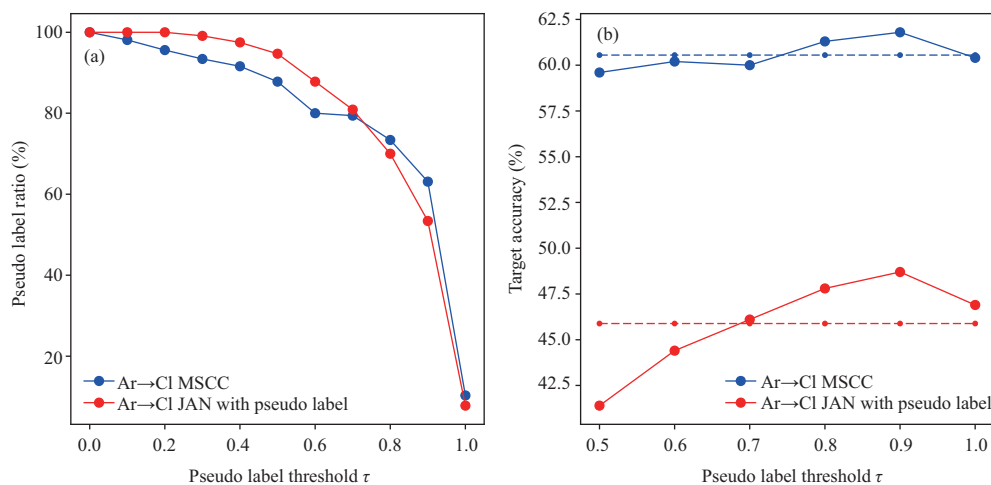 100
80
60
40
20
(a)
Pseudo label ratio (%)
Ar→Cl MSCC
Ar→Cl JAN with pseudo label
0.0 0.2 0.4 0.6 0.8 1.0
Pseudo label threshold τ
62.5
60.0
57.5
55.0
52.5
50.0
47.5
45.0
42.5
(b)
Target accuracy (%)
Ar→Cl MSCC
Ar→Cl JAN with pseudo label
0.5 0.6 0.7 0.8 0.9 1.0
Pseudo label threshold τ